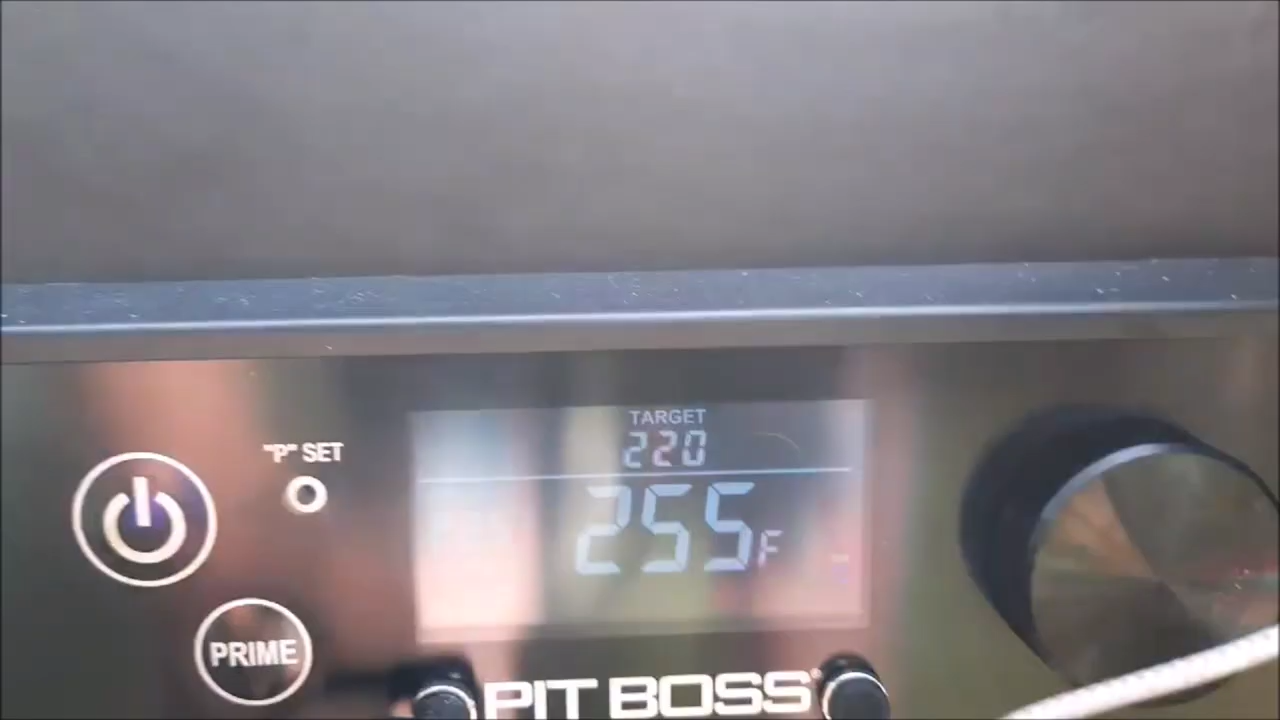 TARGET
220
"P" SET
255F
PRIME
PIT BOSS